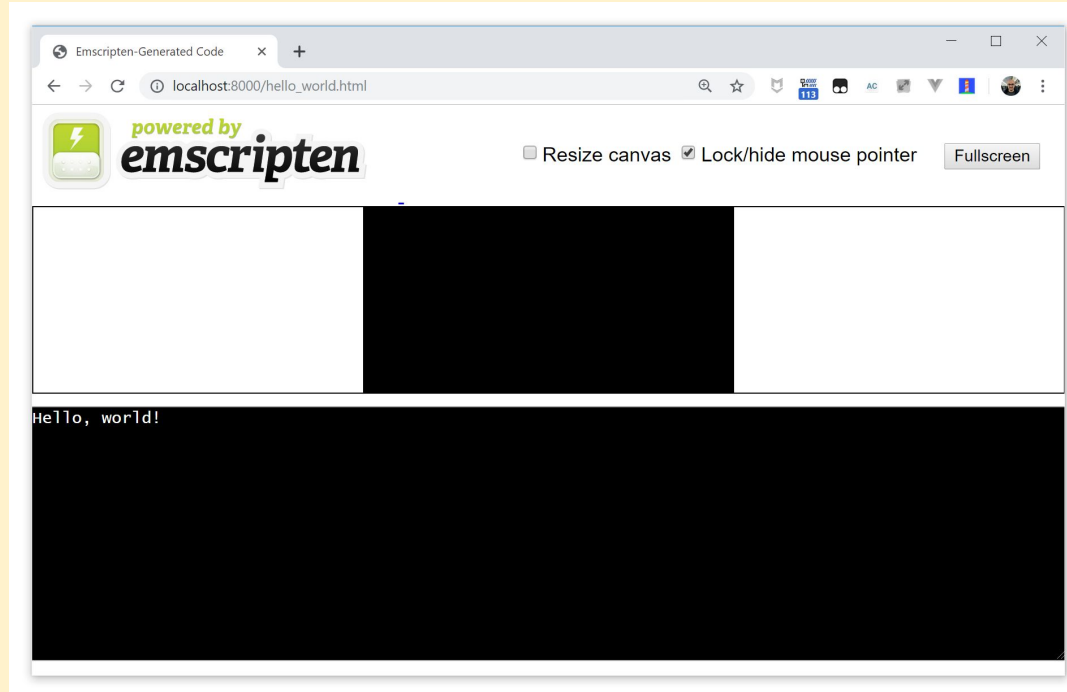 Emscripten-Generated Code
localhost:8000/hello_world.html
113
AC
powered by
emscripten
Resize canvas
Lock/hide mouse pointer
Fullscreen
Hello, world!